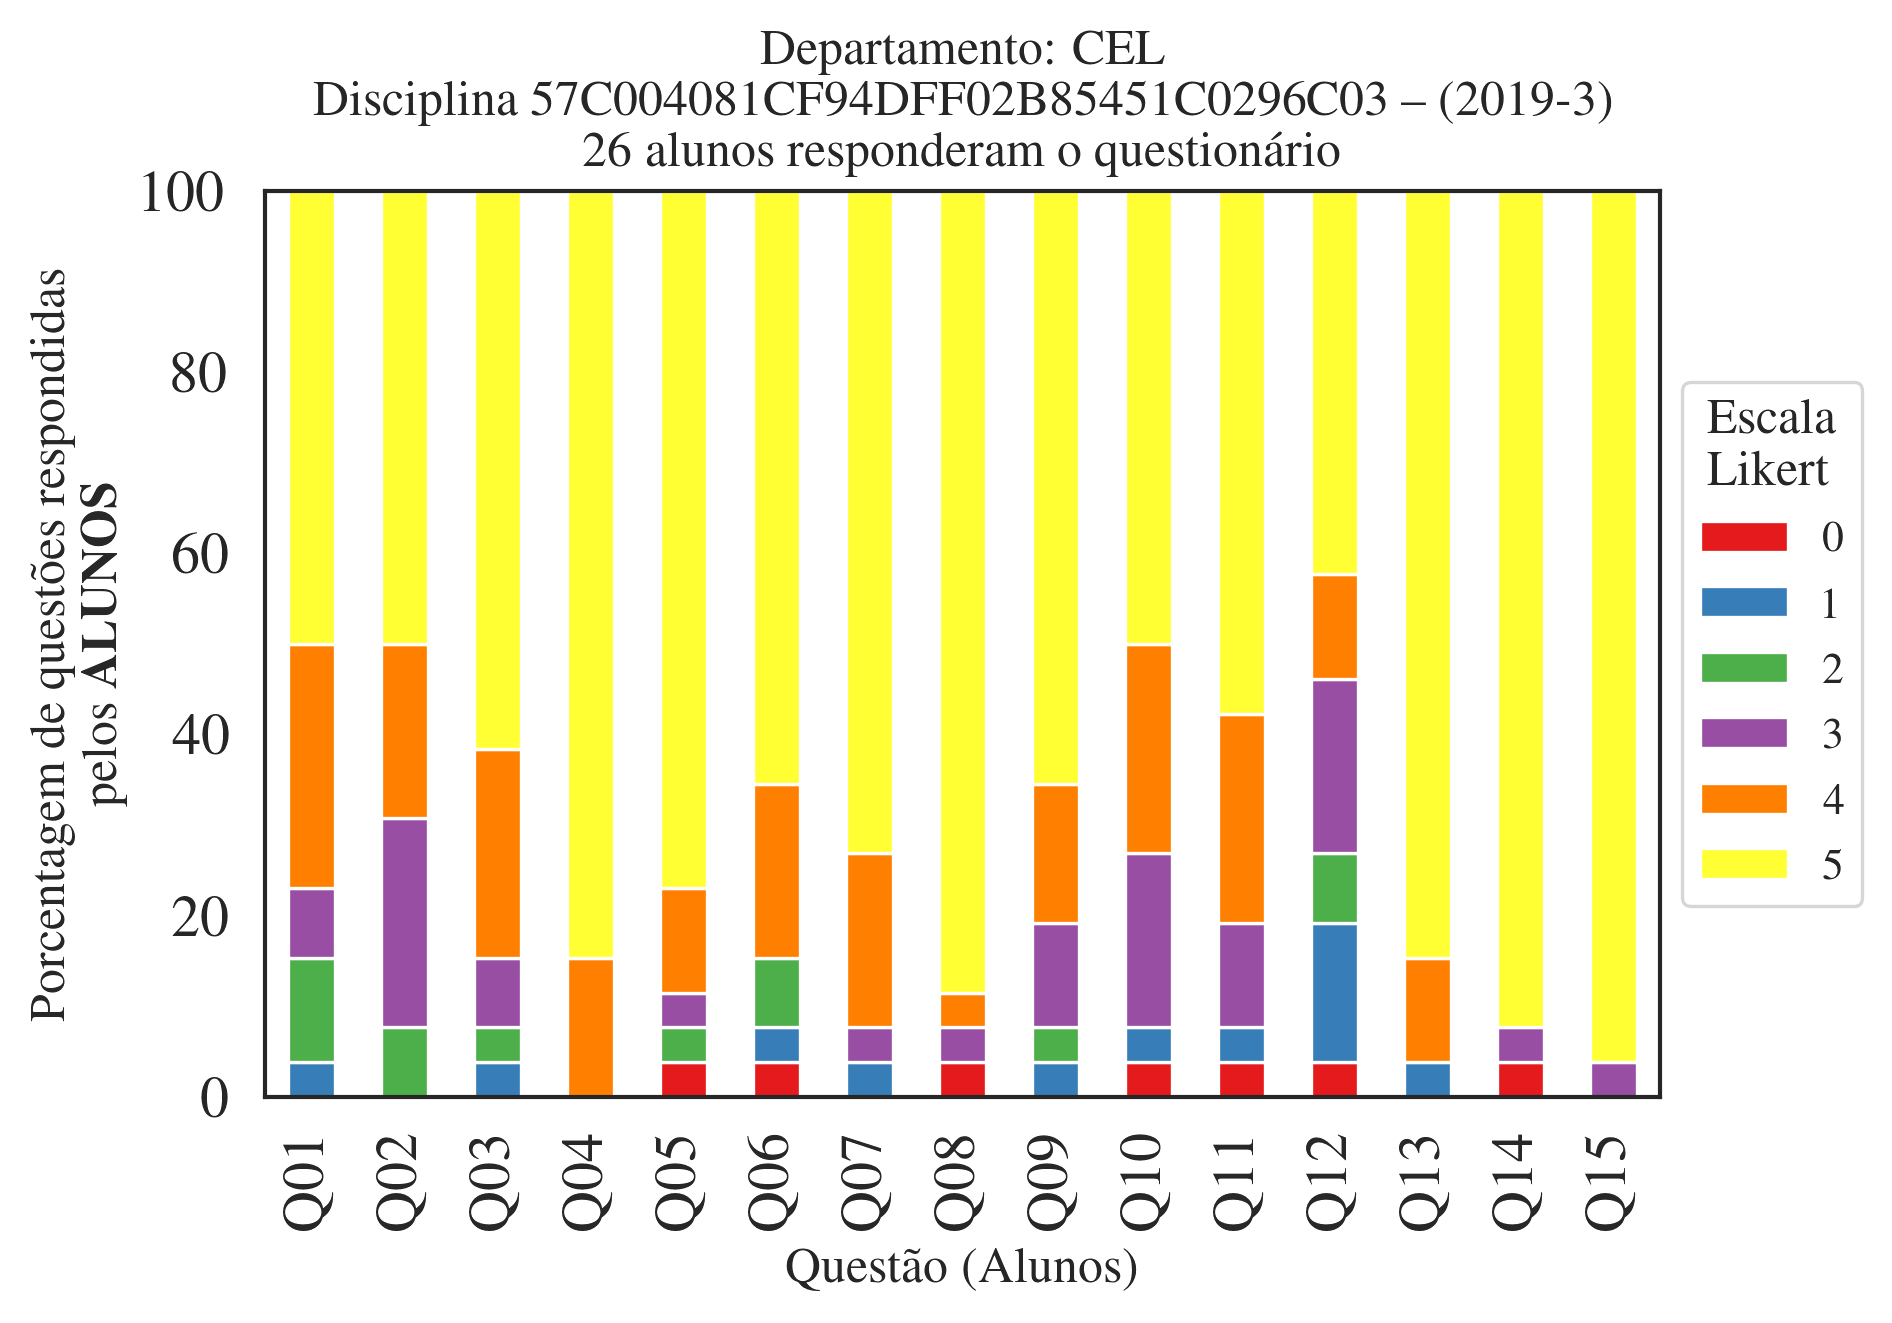 Departamento: CEL
Disciplina 57C004081CF94DFF02B85451C0296C03 – (2019-3)
26 alunos responderam o questionário
Porcentagem de questões respondidas
pelos ALUNOS
100
80
60
40
20
0
Q01
Q02
Q03
Q04
Q05
Q06
Q07
Q08
Q09
Q10
Q11
Q12
Q13
Q14
Q15
Questão (Alunos)
Escala
Likert
0
1
2
3
4
5